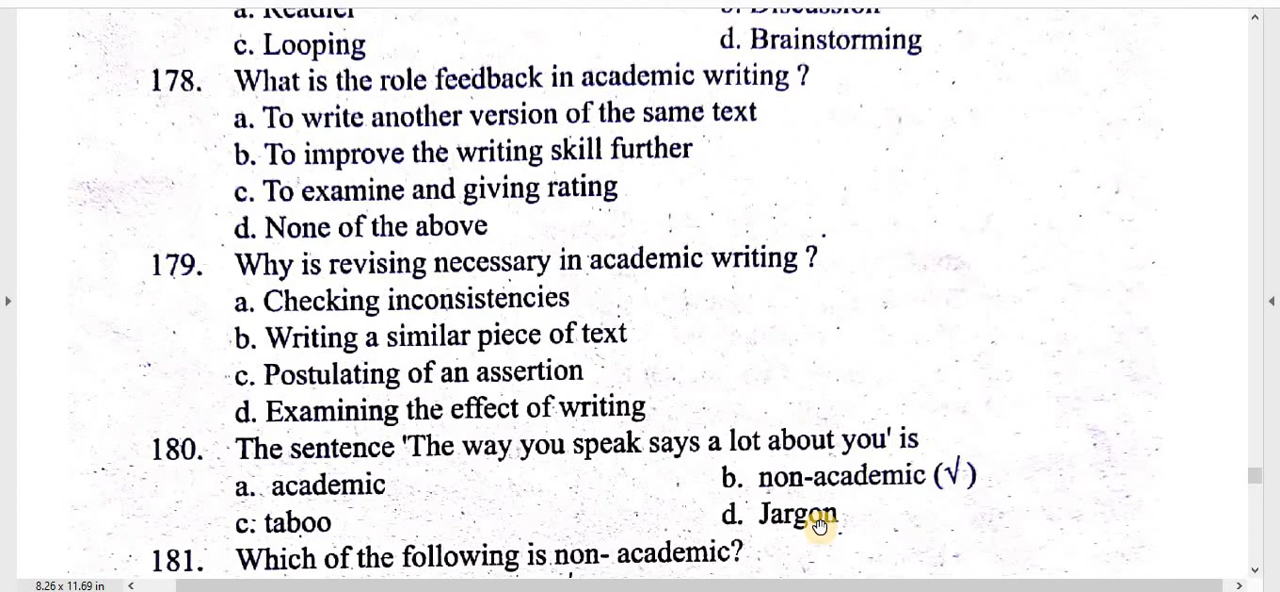 c. Looping
d. Brainstorming
178. What is the role feedback in academic writing ?
a. To write another version of the same text
b. To improve the writing skill further
c. To examine and giving rating
d. None of the above
179. Why is revising necessary in academic writing ?
a. Checking inconsistencies
b. Writing a similar piece of text
c. Postulating of an assertion
d. Examining the effect of writing
180. The sentence 'The way you speak says a lot about you' is
a. academic
b. non-academic (√)
c. taboo
d. Jargon
181. Which of the following is non- academic?
8.26 x 11.69 in